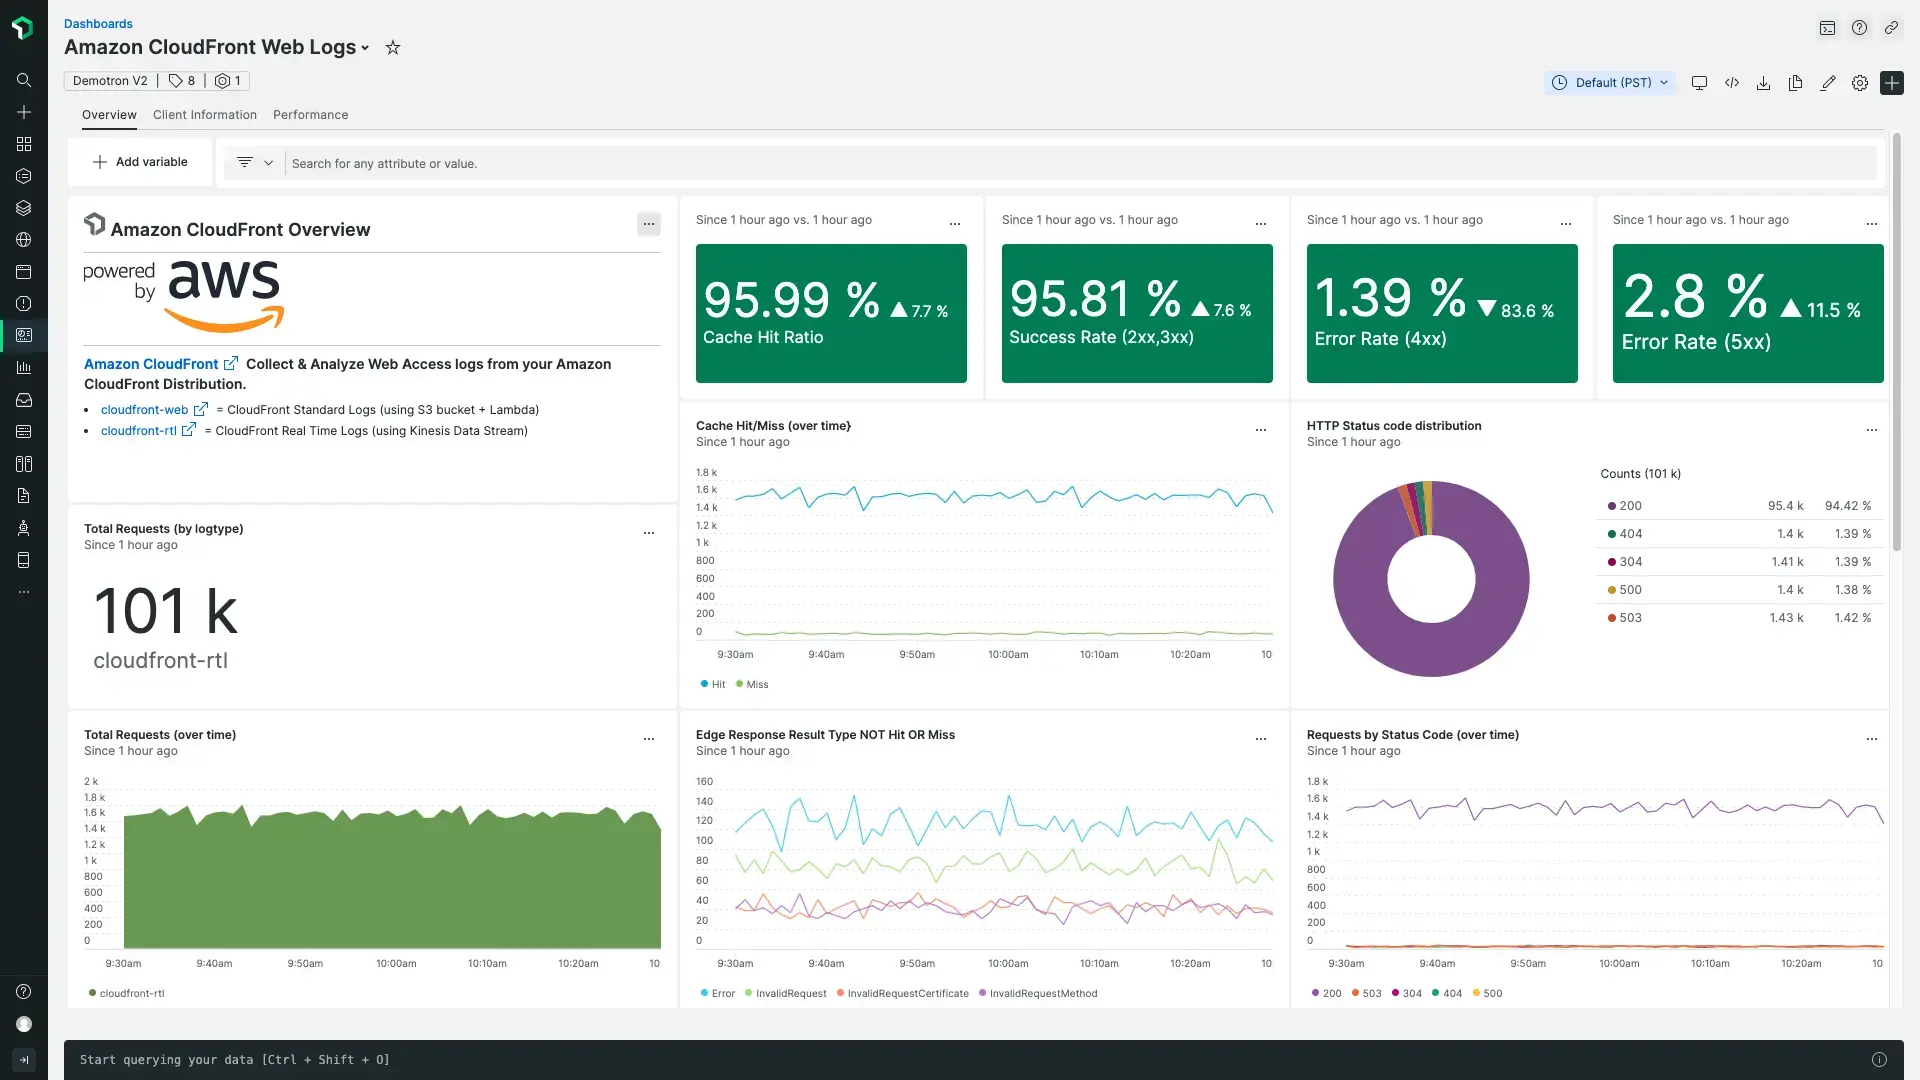 Dashboards
Amazon CloudFront Web Logs
Demotron V2 | 8 | 1
Default (PST)
Overview Client Information Performance
Add variable
Search for any attribute or value.
Amazon CloudFront Overview
powered by aws
Amazon CloudFront Collect & Analyze Web Access logs from your Amazon
CloudFront Distribution.
• cloudfront-web = CloudFront Standard Logs (using S3 bucket + Lambda)
• cloudfront-rtl = CloudFront Real Time Logs (using Kinesis Data Stream)
Since 1 hour ago vs. 1 hour ago
95.99 % 7.7 %
Cache Hit Ratio
Since 1 hour ago vs. 1 hour ago
95.81 % 7.6 %
Success Rate (2xx,3xx)
Since 1 hour ago vs. 1 hour ago
1.39 % 83.6 %
Error Rate (4xx)
Since 1 hour ago vs. 1 hour ago
2.8 % 11.5 %
Error Rate (5xx)
Total Requests (by logtype)
Since 1 hour ago
101 k
cloudfront-rtl
Cache Hit/Miss (over time}
Since 1 hour ago
1.8 k
1.6 k
1.4 k
1.2 k
1 k
800
600
400
200
0
9:30am 9:40am 9:50am 10:00am 10:10am 10:20am 10
Hit Miss
HTTP Status code distribution
Since 1 hour ago
Counts (101 k)
200 95.4 k 94.42 %
404 1.4 k 1.39 %
304 1.41 k 1.39 %
500 1.4 k 1.38 %
503 1.43 k 1.42 %
Total Requests (over time)
Since 1 hour ago
2 k
1.8 k
1.6 k
1.4 k
1.2 k
1 k
800
600
400
200
0
9:30am 9:40am 9:50am 10:00am 10:10am 10:20am 10
cloudfront-rtl
Edge Response Result Type NOT Hit OR Miss
Since 1 hour ago
160
140
120
100
80
60
40
20
0
9:30am 9:40am 9:50am 10:00am 10:10am 10:20am 10
Error InvalidRequest InvalidRequestCertificate InvalidRequestMethod
Requests by Status Code (over time)
Since 1 hour ago
1.8 k
1.6 k
1.4 k
1.2 k
1 k
800
600
400
200
0
9:30am 9:40am 9:50am 10:00am 10:10am 10:20am 10
200 503 304 404 500
Start querying your data [Ctrl + Shift + O]